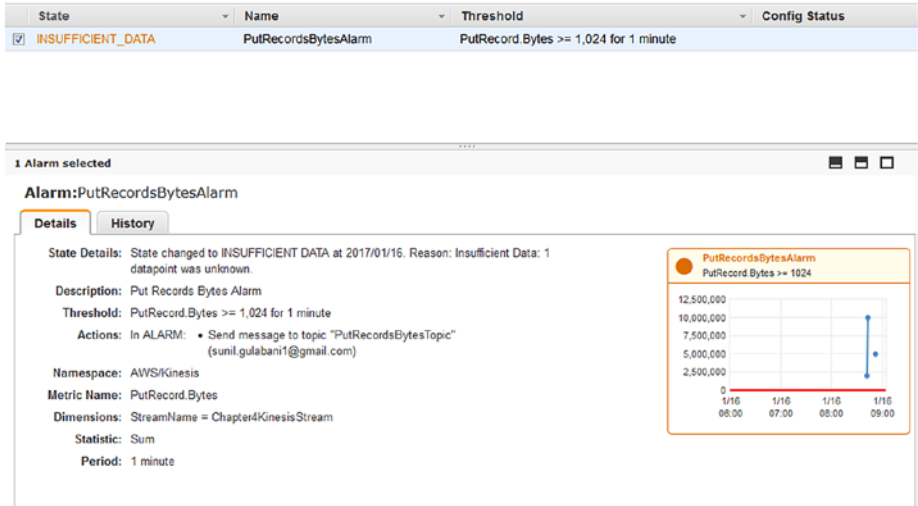 State Name Threshold Config Status
INSUFFICIENT_DATA PutRecordsBytesAlarm PutRecord.Bytes >= 1,024 for 1 minute
1 Alarm selected
Alarm:PutRecordsBytesAlarm
Details History
State Details: State changed to INSUFFICIENT DATA at 2017/01/16. Reason: Insufficient Data: 1
datapoint was unknown.
Description: Put Records Bytes Alarm
Threshold: PutRecord.Bytes >= 1,024 for 1 minute
Actions: In ALARM: • Send message to topic "PutRecordsBytesTopic"
(sunil.gulabani1@gmail.com)
Namespace: AWS/Kinesis
Metric Name: PutRecord.Bytes
Dimensions: StreamName = Chapter4KinesisStream
Statistic: Sum
Period: 1 minute
PutRecordsBytesAlarm
PutRecord.Bytes >= 1024
12,500,000
10,000,000
7,500,000
5,000,000
2,500,000
0
1/16 1/16 1/16 1/16
06:00 07:00 08:00 09:00